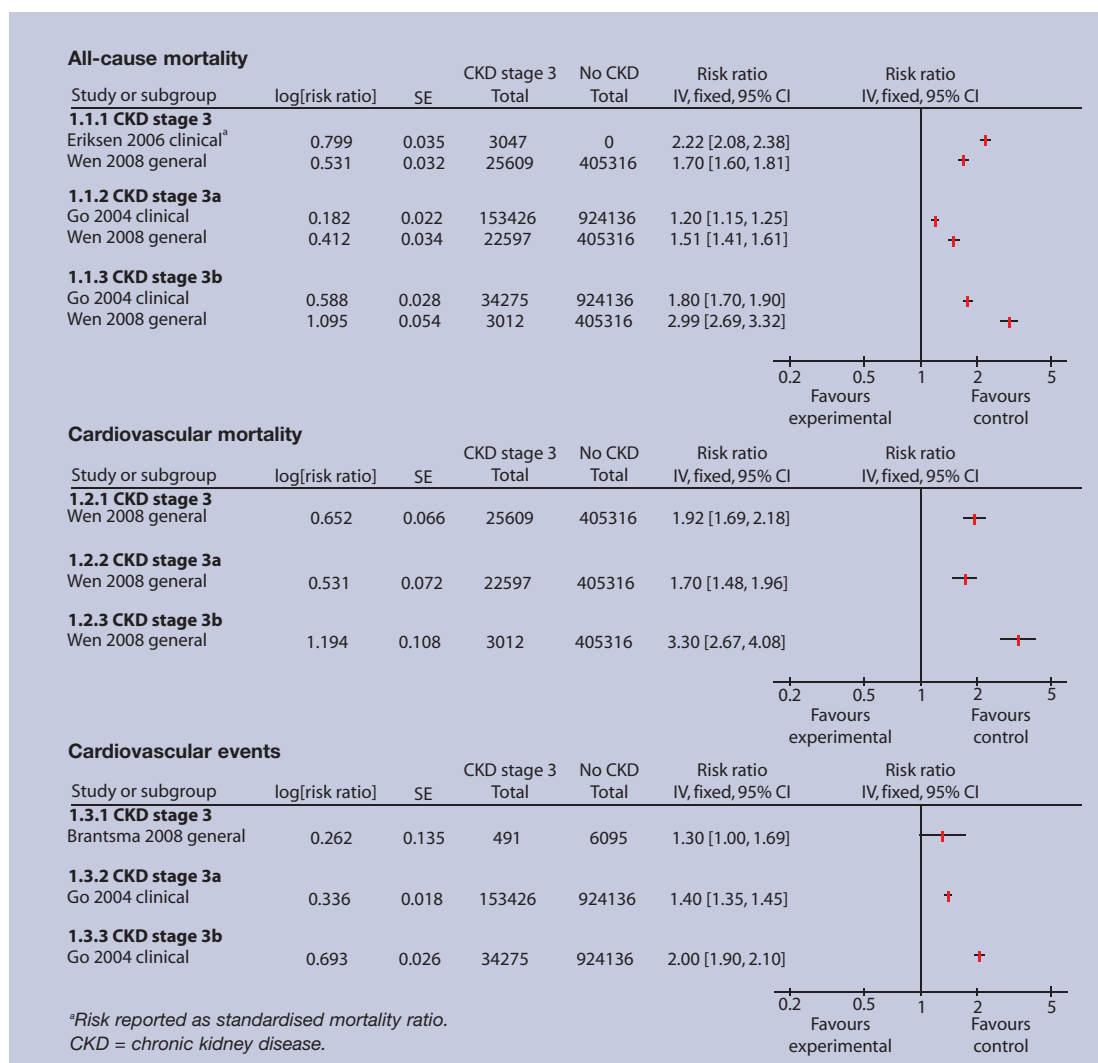 All-cause mortality
CKD stage 3 No CKD Risk ratio Risk ratio
Study or subgroup log[risk ratio] SE Total Total IV, fixed, 95% CI IV, fixed, 95% CI
1.1.1 CKD stage 3
Eriksen 2006 clinicalª 0.799 0.035 3047 0 2.22 [2.08, 2.38]
Wen 2008 general 0.531 0.032 25609 405316 1.70 [1.60, 1.81]
1.1.2 CKD stage 3a
Go 2004 clinical 0.182 0.022 153426 924136 1.20 [1.15, 1.25]
Wen 2008 general 0.412 0.034 22597 405316 1.51 [1.41, 1.61]
1.1.3 CKD stage 3b
Go 2004 clinical 0.588 0.028 34275 924136 1.80 [1.70, 1.90]
Wen 2008 general 1.095 0.054 3012 405316 2.99 [2.69, 3.32]
0.2 0.5 1 2 5
Favours Favours
experimental control
Cardiovascular mortality
CKD stage 3 No CKD Risk ratio Risk ratio
Study or subgroup log[risk ratio] SE Total Total IV, fixed, 95% CI IV, fixed, 95% CI
1.2.1 CKD stage 3
Wen 2008 general 0.652 0.066 25609 405316 1.92 [1.69, 2.18]
1.2.2 CKD stage 3a
Wen 2008 general 0.531 0.072 22597 405316 1.70 [1.48, 1.96]
1.2.3 CKD stage 3b
Wen 2008 general 1.194 0.108 3012 405316 3.30 [2.67, 4.08]
0.2 0.5 1 2 5
Favours Favours
experimental control
Cardiovascular events
CKD stage 3 No CKD Risk ratio Risk ratio
Study or subgroup log[risk ratio] SE Total Total IV, fixed, 95% CI IV, fixed, 95% CI
1.3.1 CKD stage 3
Brantsma 2008 general 0.262 0.135 491 6095 1.30 [1.00, 1.69]
1.3.2 CKD stage 3a
Go 2004 clinical 0.336 0.018 153426 924136 1.40 [1.35, 1.45]
1.3.3 CKD stage 3b
Go 2004 clinical 0.693 0.026 34275 924136 2.00 [1.90, 2.10]
0.2 0.5 1 2 5
Favours Favours
experimental control
ªRisk reported as standardised mortality ratio.
CKD = chronic kidney disease.